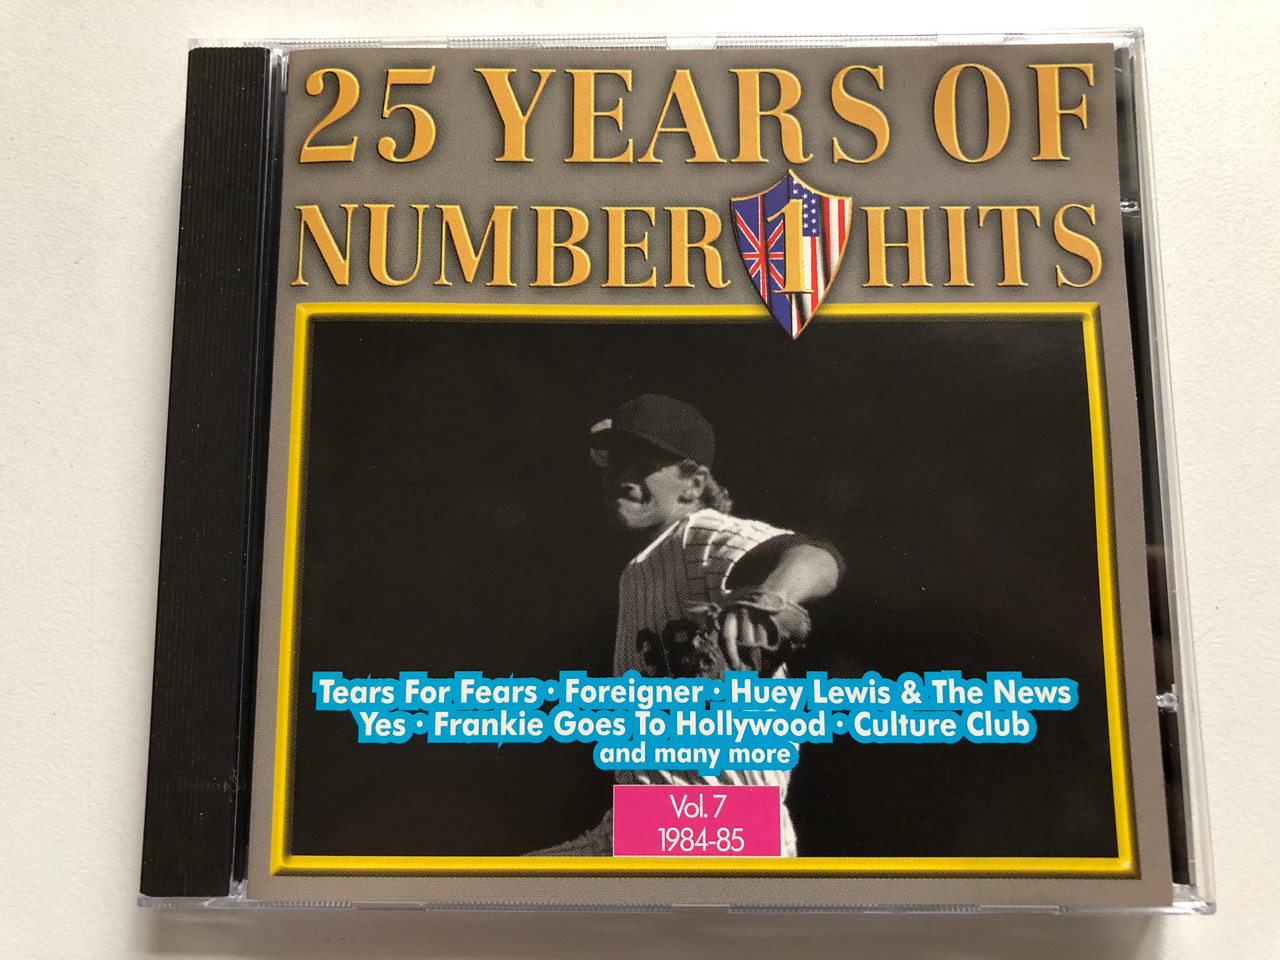 25 YEARS OF
NUMBER 1 HITS
Tears For Fears · Foreigner · Huey Lewis & The News
Yes · Frankie Goes To Hollywood · Culture Club
and many more
Vol. 7
1984-85